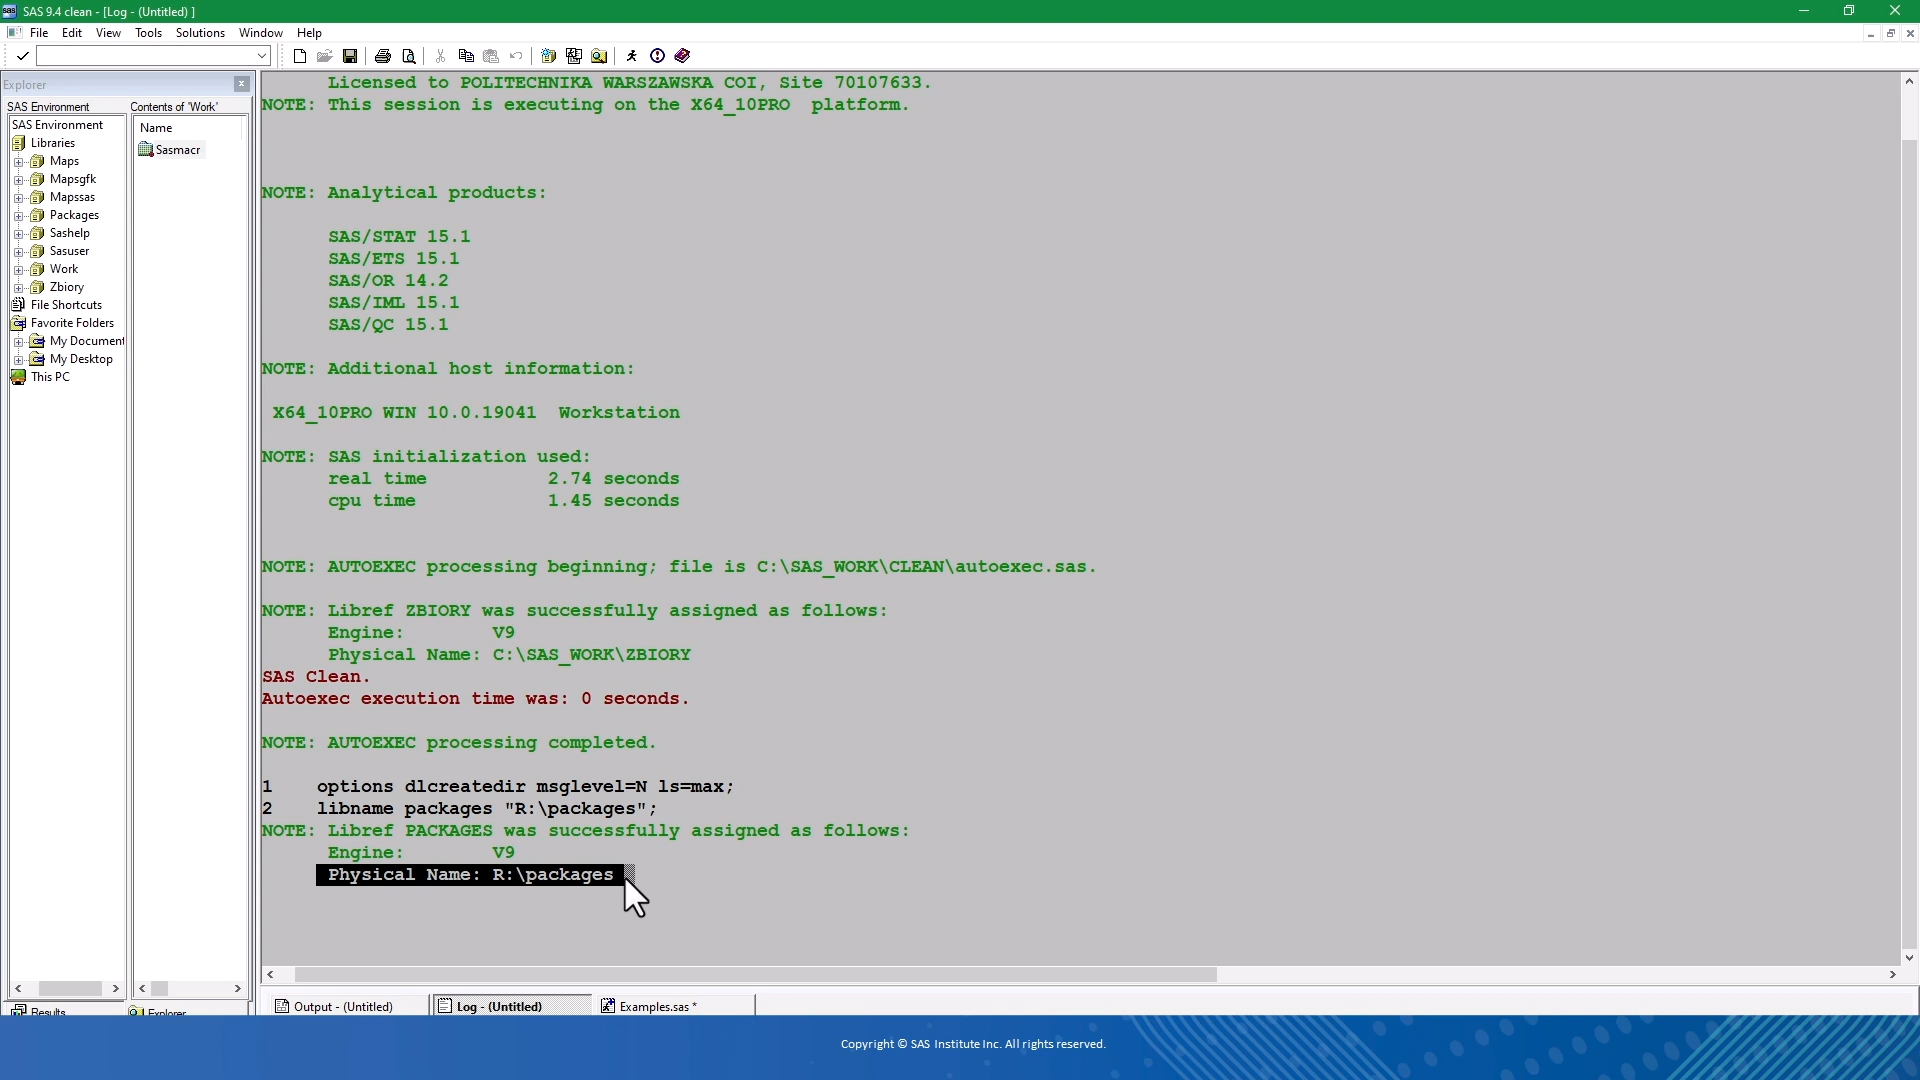 SAS 9.4 clean - [Log - (Untitled) ]
File Edit View Tools Solutions Window Help
Explorer
SAS Environment
Contents of 'Work'
SAS Environment
Libraries
Maps
Mapsgfk
Mapssas
Packages
Sashelp
Sasuser
Work
Zbiory
File Shortcuts
Favorite Folders
My Document
My Desktop
This PC
Name
Sasmacr
Licensed to POLITECHNIKA WARSZAWSKA COI, Site 70107633.
NOTE: This session is executing on the X64_10PRO  platform.
NOTE: Analytical products:
SAS/STAT 15.1
SAS/ETS 15.1
SAS/OR 14.2
SAS/IML 15.1
SAS/QC 15.1
NOTE: Additional host information:
X64_10PRO WIN 10.0.19041  Workstation
NOTE: SAS initialization used:
real time           2.74 seconds
cpu time            1.45 seconds
NOTE: AUTOEXEC processing beginning; file is C:\SAS_WORK\CLEAN\autoexec.sas.
NOTE: Libref ZBIORY was successfully assigned as follows:
Engine:        V9
Physical Name: C:\SAS_WORK\ZBIORY
SAS Clean.
Autoexec execution time was: 0 seconds.
NOTE: AUTOEXEC processing completed.
1    options dlcreatedir msglevel=N ls=max;
2    libname packages "R:\packages";
NOTE: Libref PACKAGES was successfully assigned as follows:
Engine:        V9
Physical Name: R:\packages
Results
Explorer
Output - (Untitled)
Log - (Untitled)
Examples.sas *
Copyright © SAS Institute Inc. All rights reserved.